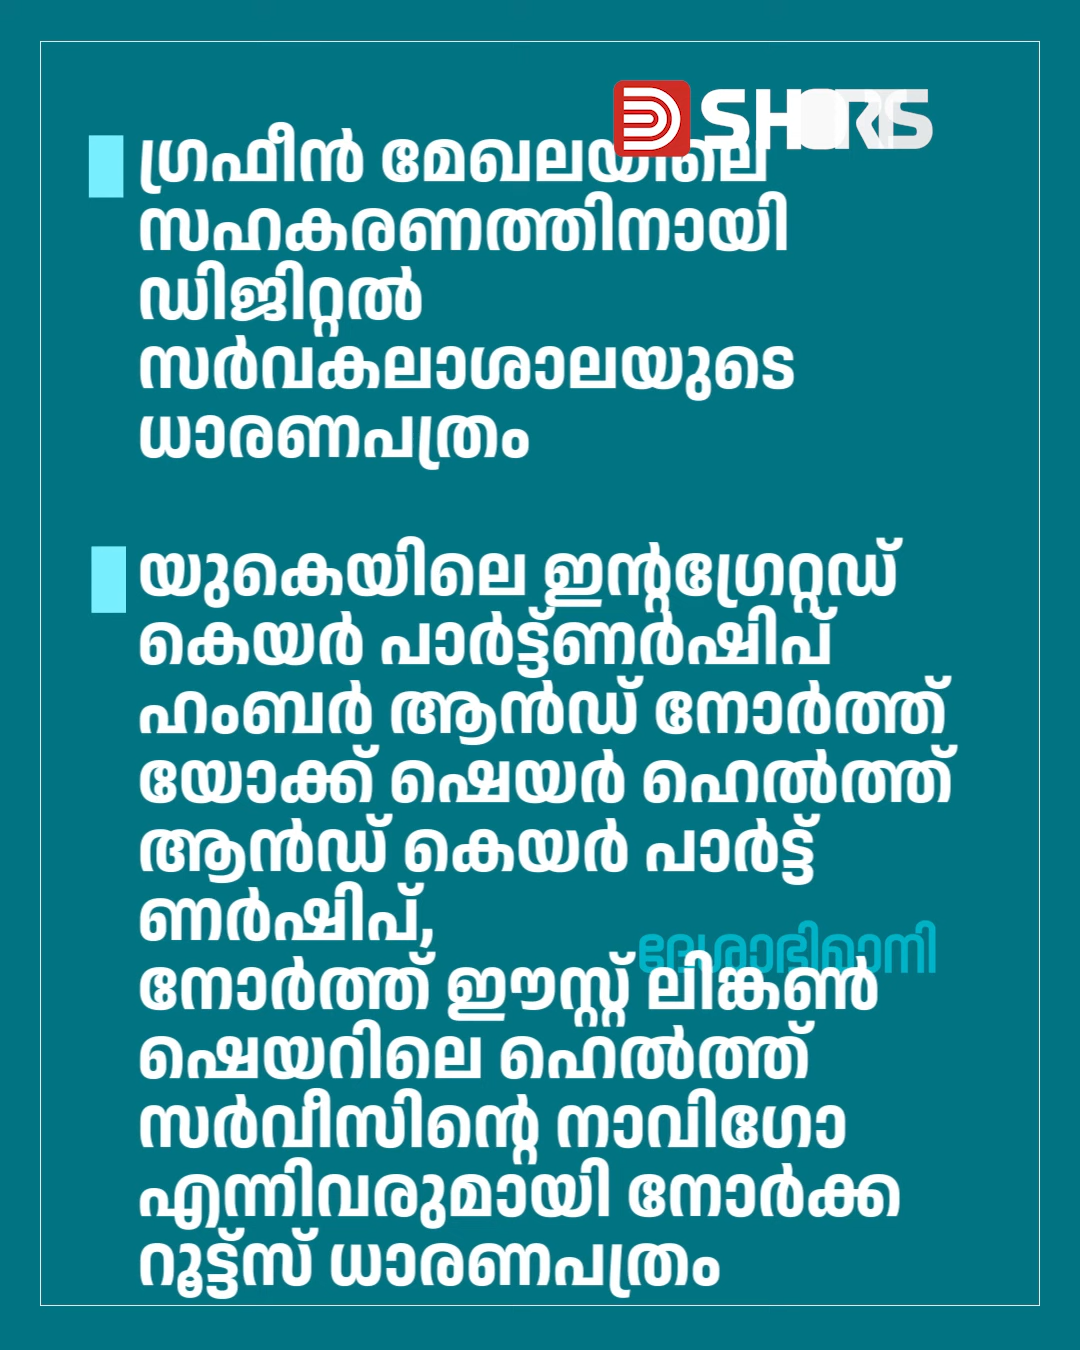 SHORTS
ഗ്രഫീൻ മേഖലയിലെ
സഹകരണത്തിനായി
ഡിജിറ്റൽ
സർവകലാശാലയുടെ
ധാരണപത്രം
യുകെയിലെ ഇന്റഗ്രേറ്റഡ്
കെയർ പാർട്ട്ണർഷിപ്
ഹംബർ ആൻഡ് നോർത്ത്
യോക്ക് ഷെയർ ഹെൽത്ത്
ആൻഡ് കെയർ പാർട്ട്
ണർഷിപ്,
ദേശാഭിമാനി
നോർത്ത് ഈസ്റ്റ് ലിങ്കൺ
ഷെയറിലെ ഹെൽത്ത്
സർവീസിന്റെ നാവിഗോ
എന്നിവരുമായി നോർക്ക
റൂട്ട്സ് ധാരണപത്രം